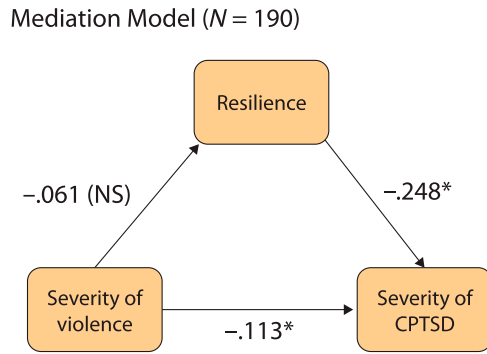 Mediation Model (N = 190)
Resilience
–.061 (NS)
–.248*
Severity of
violence
–.113*
Severity of
CPTSD